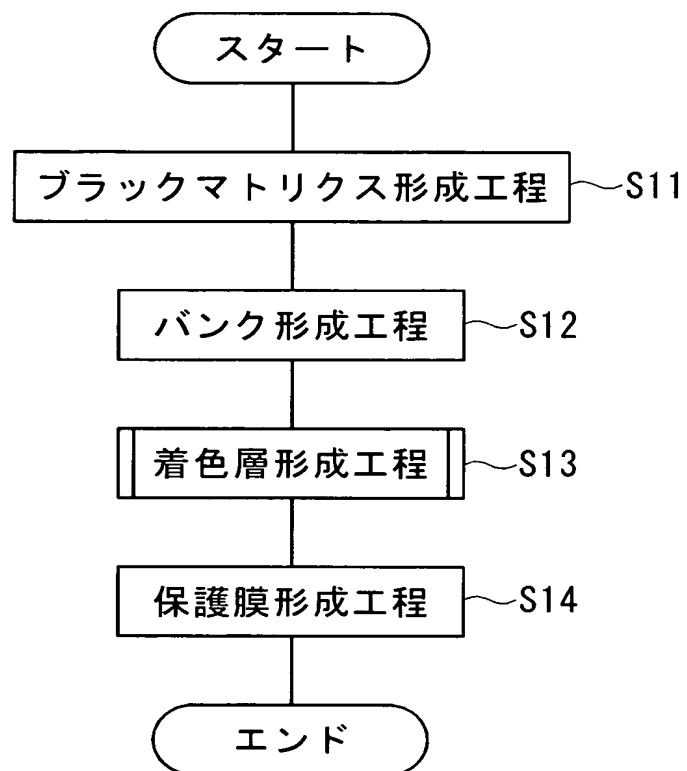 スタート
ブラックマトリクス形成工程 S11
バンク形成工程 S12
着色層形成工程 S13
保護膜形成工程 S14
エンド